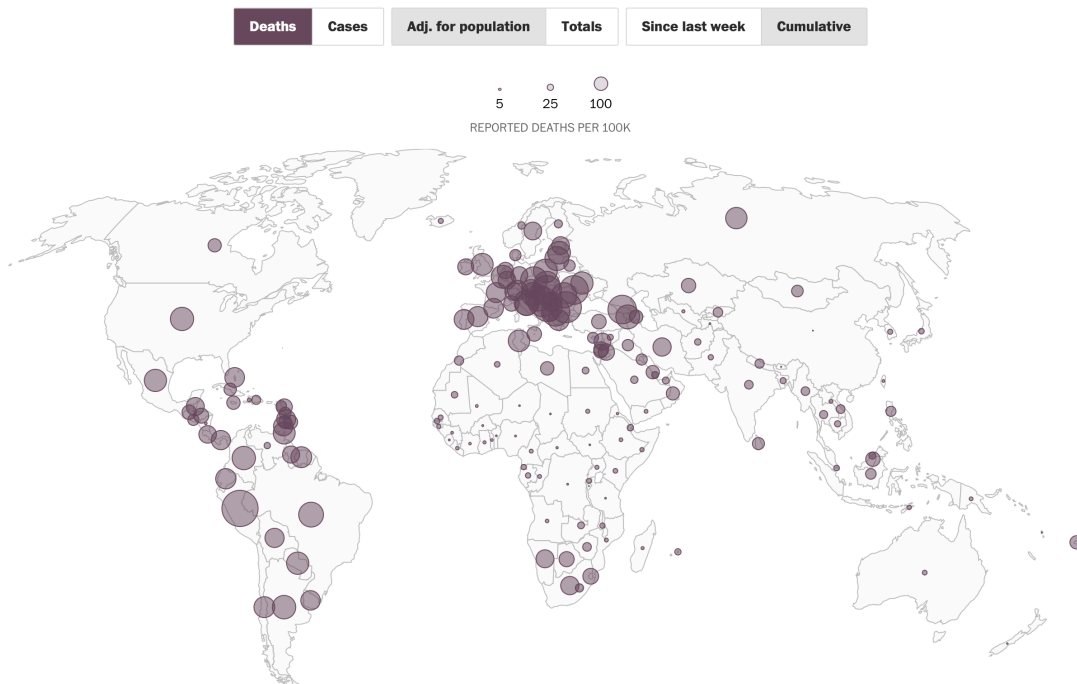 Deaths Cases Adj. for population Totals Since last week Cumulative
5 25 100
REPORTED DEATHS PER 100K